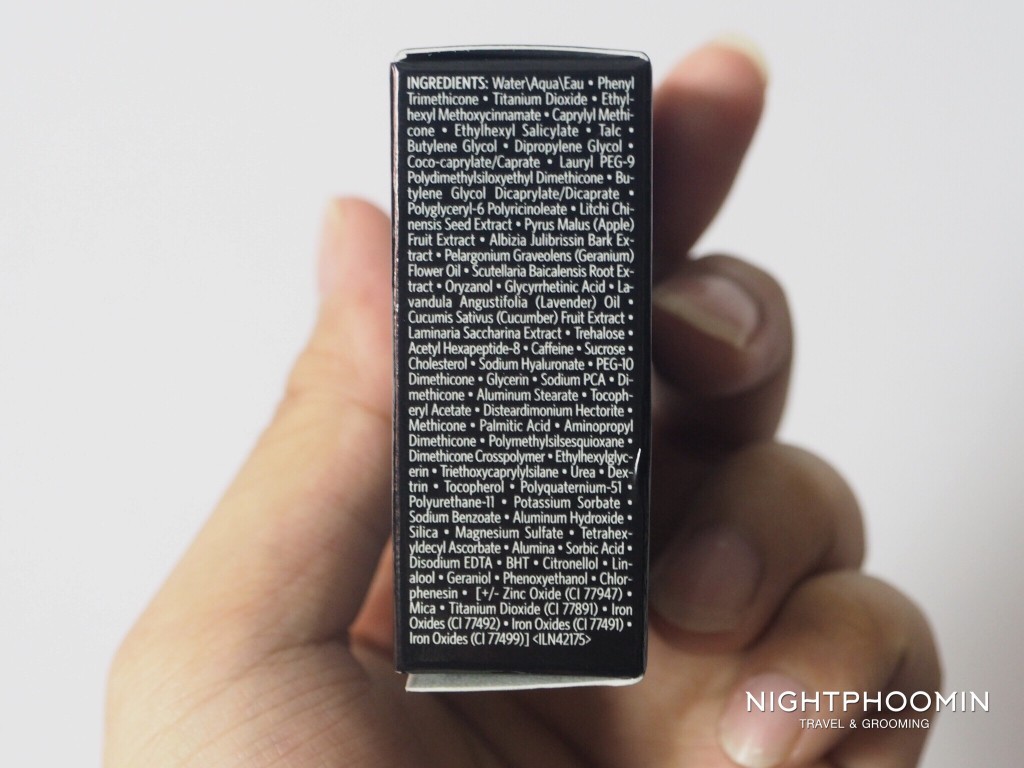 INGREDIENTS: Water\Aqua\Eau • Phenyl
Trimethicone • Titanium Dioxide • Ethyl-
hexyl Methoxycinnamate • Caprylyl Methi-
cone • Ethylhexyl Salicylate • Talc •
Butylene Glycol • Dipropylene Glycol •
Coco-caprylate/Caprate • Lauryl PEG-9
Polydimethylsiloxyethyl Dimethicone • Bu-
tylene Glycol Dicaprylate/Dicaprate •
Polyglyceryl-6 Polyricinoleate • Litchi Chi-
nensis Seed Extract • Pyrus Malus (Apple)
Fruit Extract • Albizia Julibrissin Bark Ex-
tract • Pelargonium Graveolens (Geranium)
Flower Oil • Scutellaria Baicalensis Root Ex-
tract • Oryzanol • Glycyrrhetinic Acid • La-
vandula Angustifolia (Lavender) Oil •
Cucumis Sativus (Cucumber) Fruit Extract •
Laminaria Saccharina Extract • Trehalose •
Acetyl Hexapeptide-8 • Caffeine • Sucrose •
Cholesterol • Sodium Hyaluronate • PEG-10
Dimethicone • Glycerin • Sodium PCA • Di-
methicone • Aluminum Stearate • Tocoph-
eryl Acetate • Disteardimonium Hectorite •
Methicone • Palmitic Acid • Aminopropyl
Dimethicone • Polymethylsilsesquioxane •
Dimethicone Crosspolymer • Ethylhexylglyc-
erin • Triethoxycaprylylsilane • Urea • Dex-
trin • Tocopherol • Polyquaternium-51 •
Polyurethane-11 • Potassium Sorbate •
Sodium Benzoate • Aluminum Hydroxide •
Silica • Magnesium Sulfate • Tetrahex-
yldecyl Ascorbate • Alumina • Sorbic Acid •
Disodium EDTA • BHT • Citronellol • Lin-
alool • Geraniol • Phenoxyethanol • Chlor-
phenesin • [+/- Zinc Oxide (CI 77947) •
Mica • Titanium Dioxide (CI 77891) • Iron
Oxides (CI 77492) • Iron Oxides (CI 77491) •
Iron Oxides (CI 77499)] <ILN42175>
NIGHTPHOOMIN
TRAVEL & GROOMING